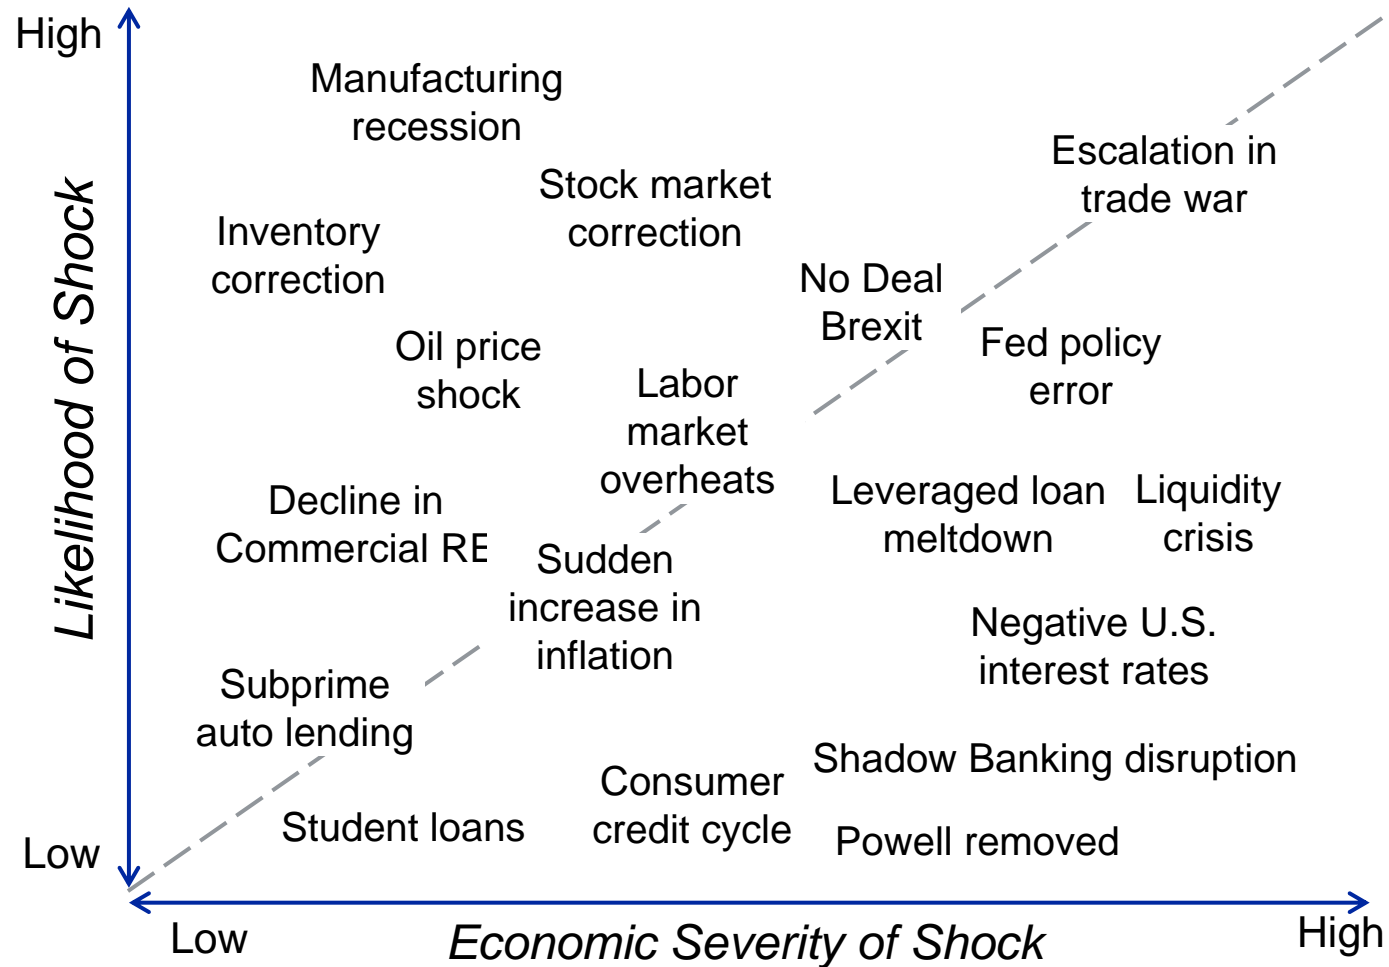 High
Manufacturing
recession
Escalation in
trade war
Stock market
correction
Inventory
correction
No Deal
Brexit
Fed policy
error
Oil price
shock
Labor
market
overheats
Likelihood of Shock
Decline in
Commercial RE
Leveraged loan
meltdown
Liquidity
crisis
Sudden
increase in
inflation
Negative U.S.
interest rates
Subprime
auto lending
Shadow Banking disruption
Consumer
credit cycle
Student loans
Powell removed
Low
Low
Economic Severity of Shock
High